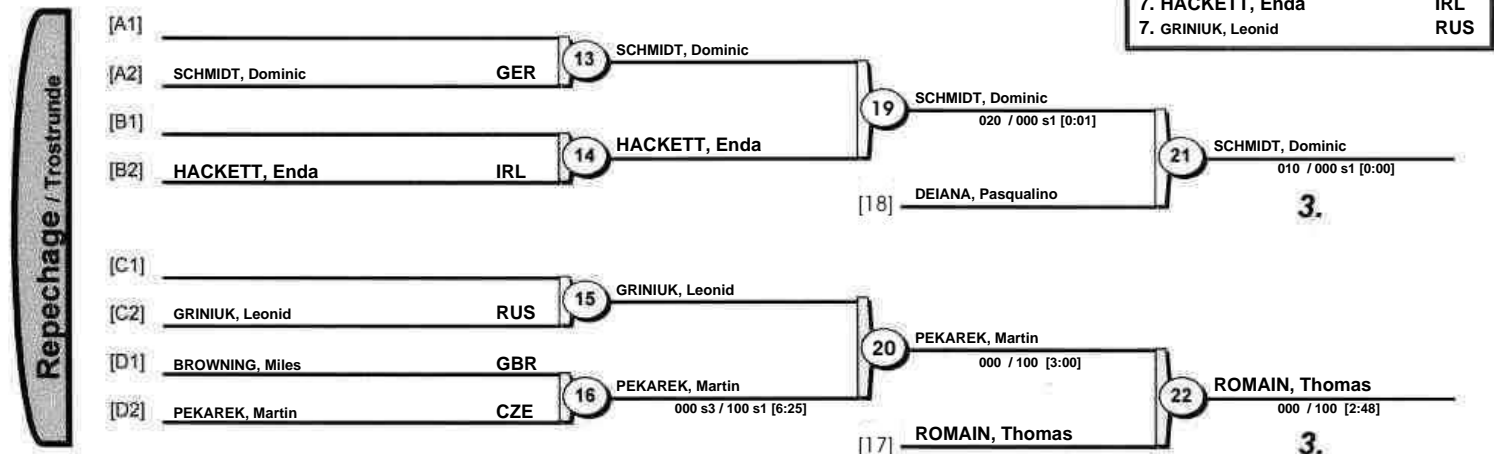 7. HACKETT, Enda IRL
7. GRINIUK, Leonid RUS
Repechage / Trostrunde
[A1]
13 SCHMIDT, Dominic
[A2] SCHMIDT, Dominic GER
19 SCHMIDT, Dominic
020 / 000 s1 [0:01]
[B1]
14 HACKETT, Enda
[B2] HACKETT, Enda IRL
21 SCHMIDT, Dominic
010 / 000 s1 [0:00]
[18] DEIANA, Pasqualino
3.
[C1]
15 GRINIUK, Leonid
[C2] GRINIUK, Leonid RUS
20 PEKAREK, Martin
000 / 100 [3:00]
[D1] BROWNING, Miles GBR
16 PEKAREK, Martin
000 s3 / 100 s1 [6:25]
[D2] PEKAREK, Martin CZE
22 ROMAIN, Thomas
000 / 100 [2:48]
[17] ROMAIN, Thomas
3.